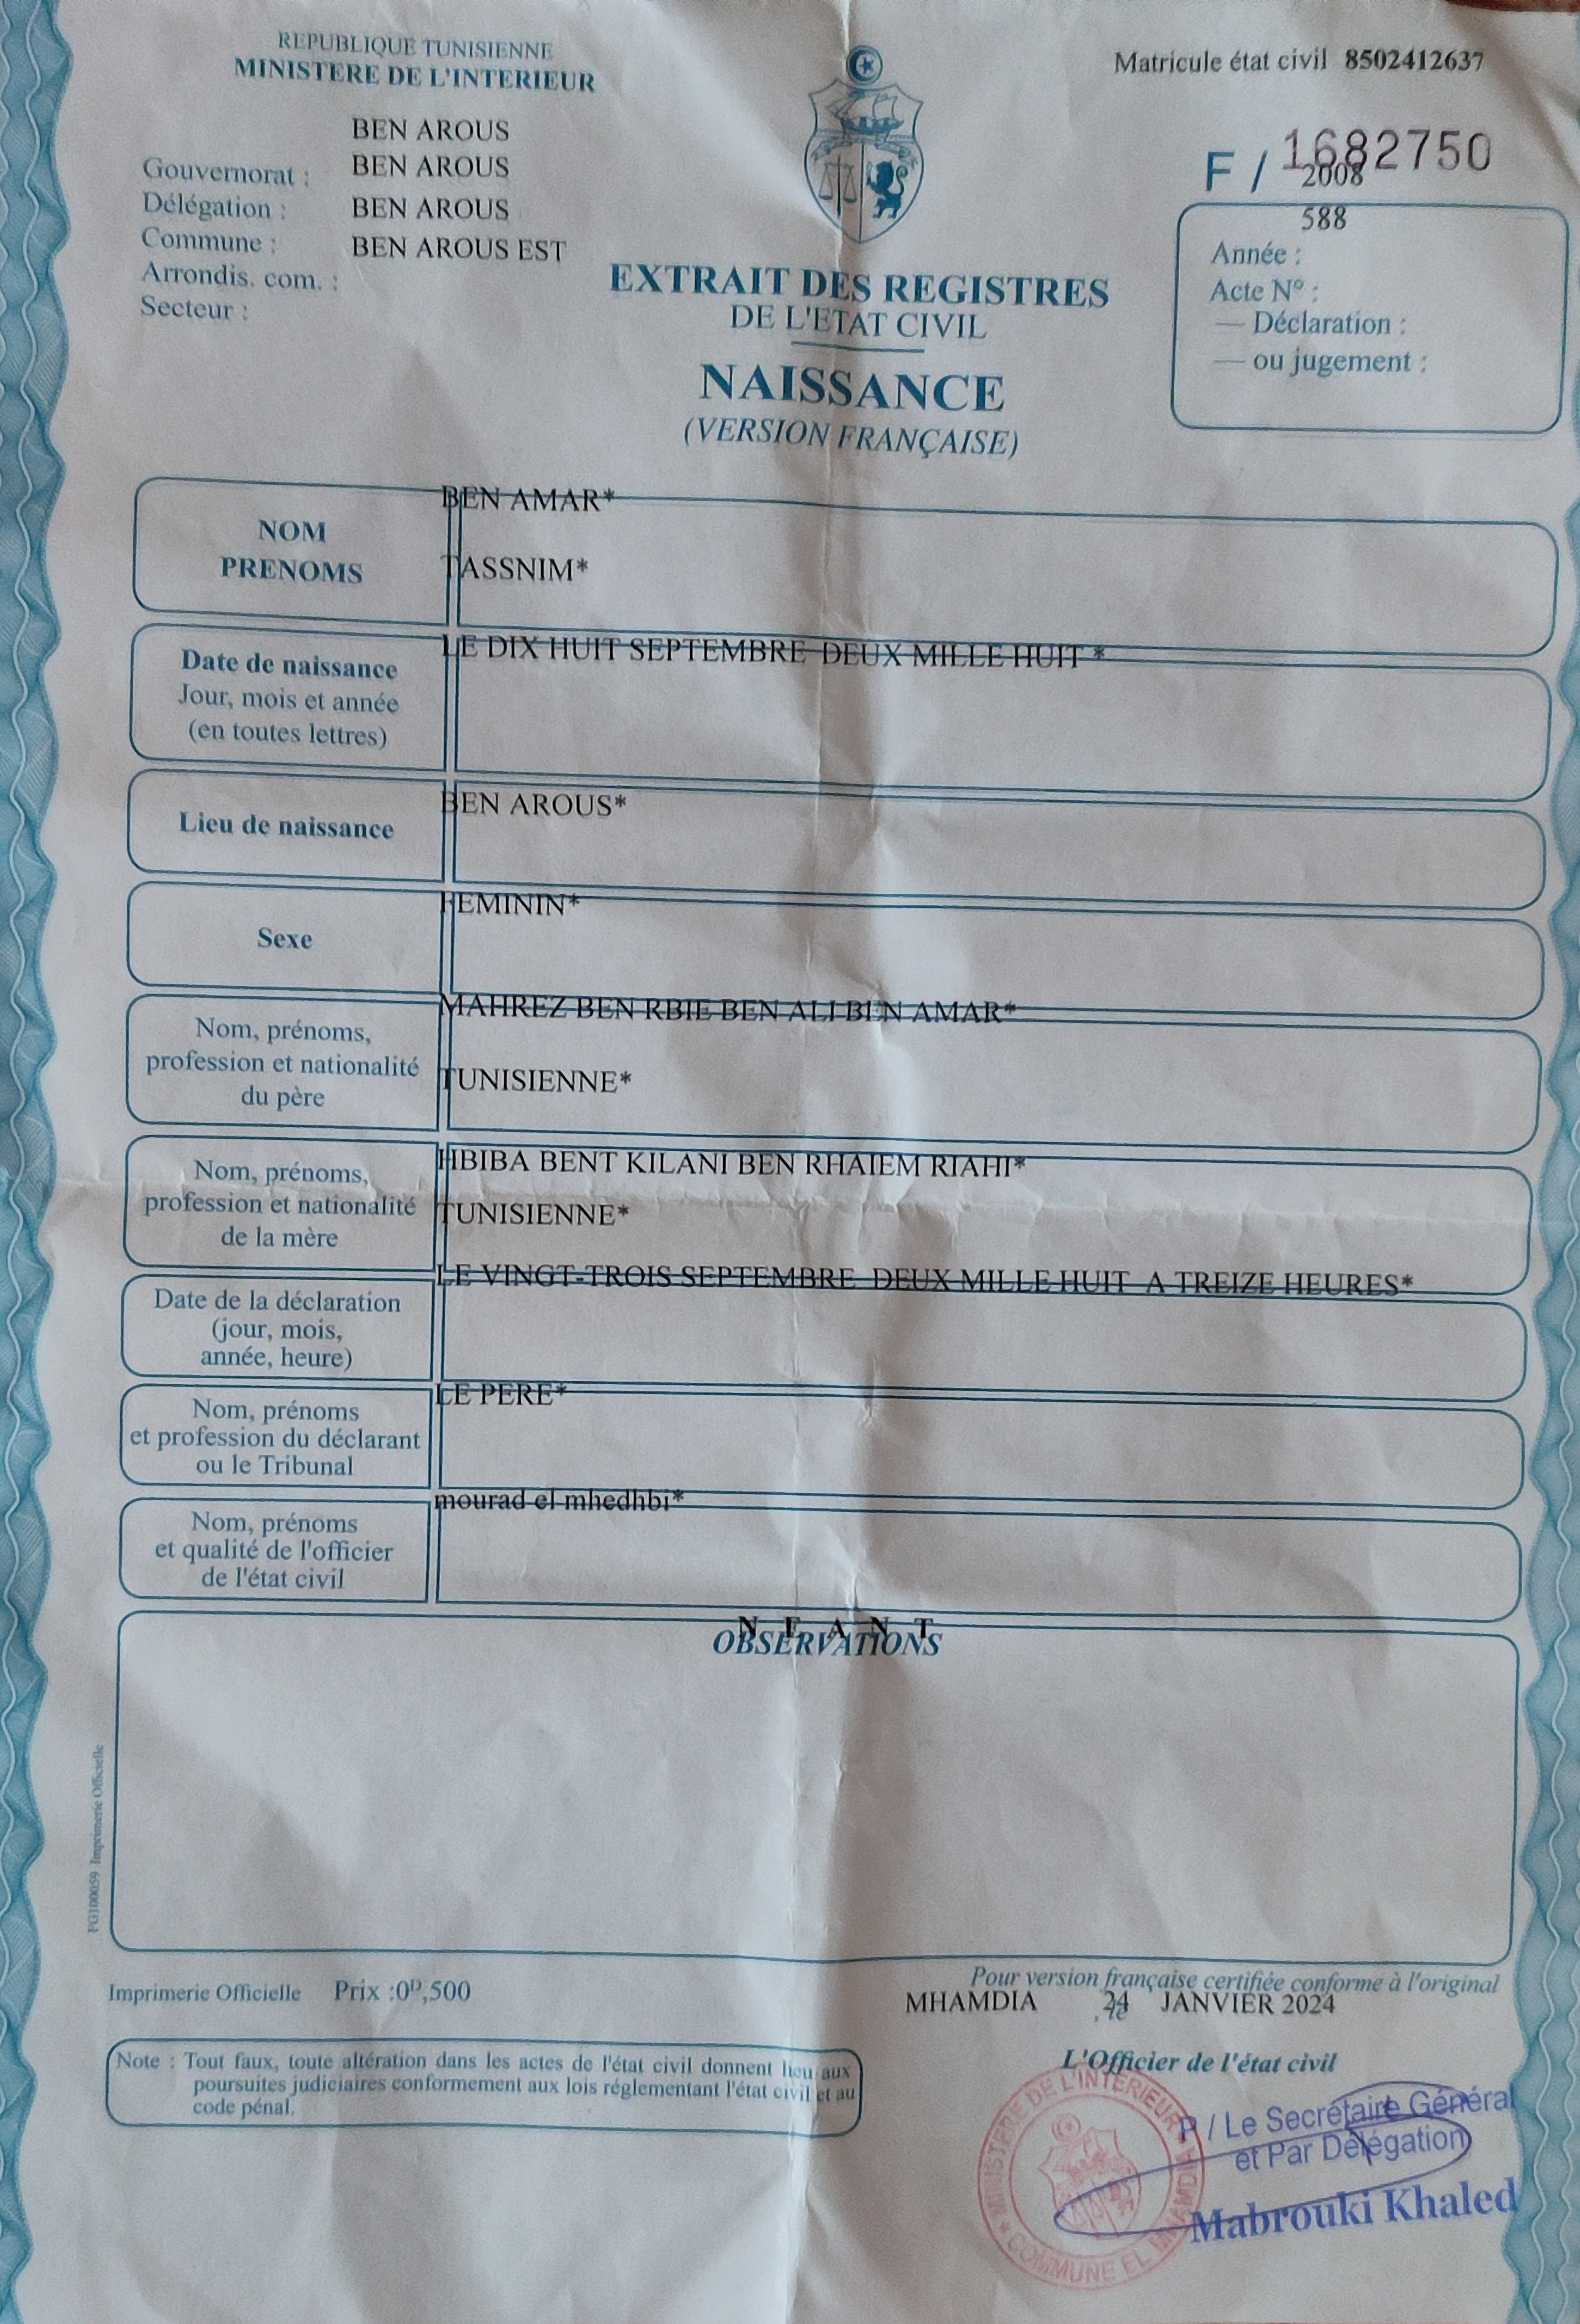 REPUBLIQUE TUNISIENNE
MINISTERE DE L'INTERIEUR
Matricule état civil 8502412637
BEN AROUS
Gouvernorat : BEN AROUS
Délégation : BEN AROUS
Commune : BEN AROUS EST
Arrondis. com. :
Secteur :
F / 1682750
2008
588
Année :
Acte N° :
— Déclaration :
— ou jugement :
EXTRAIT DES REGISTRES
DE L'ETAT CIVIL
NAISSANCE
(VERSION FRANÇAISE)
BEN AMAR*
NOM
PRENOMS
TASSNIM*
LE DIX HUIT SEPTEMBRE DEUX MILLE HUIT *
Date de naissance
Jour, mois et année
(en toutes lettres)
BEN AROUS*
Lieu de naissance
FEMININ*
Sexe
MAHREZ BEN RBIE BEN ALI BEN AMAR*
Nom, prénoms,
profession et nationalité
du père
TUNISIENNE*
HBIBA BENT KILANI BEN RHAIEM RIAHI*
Nom, prénoms,
profession et nationalité
de la mère
TUNISIENNE*
LE VINGT-TROIS SEPTEMBRE DEUX MILLE HUIT A TREIZE HEURES*
Date de la déclaration
(jour, mois,
année, heure)
LE PERE*
Nom, prénoms
et profession du déclarant
ou le Tribunal
mourad el mhedhbi*
Nom, prénoms
et qualité de l'officier
de l'état civil
N E A N T
OBSERVATIONS
FG100059 Imprimerie Officielle
Imprimerie Officielle Prix :0ᴰ,500
Pour version française certifiée conforme à l'original
MHAMDIA , le 24 JANVIER 2024
Note : Tout faux, toute altération dans les actes de l'état civil donnent lieu aux
poursuites judiciaires conformement aux lois réglementant l'état civil et au
code pénal.
L'Officier de l'état civil
MINISTERE DE L'INTERIEUR
COMMUNE EL MHAMDIA
P / Le Secrétaire Général
et Par Délégation
Mabrouki Khaled